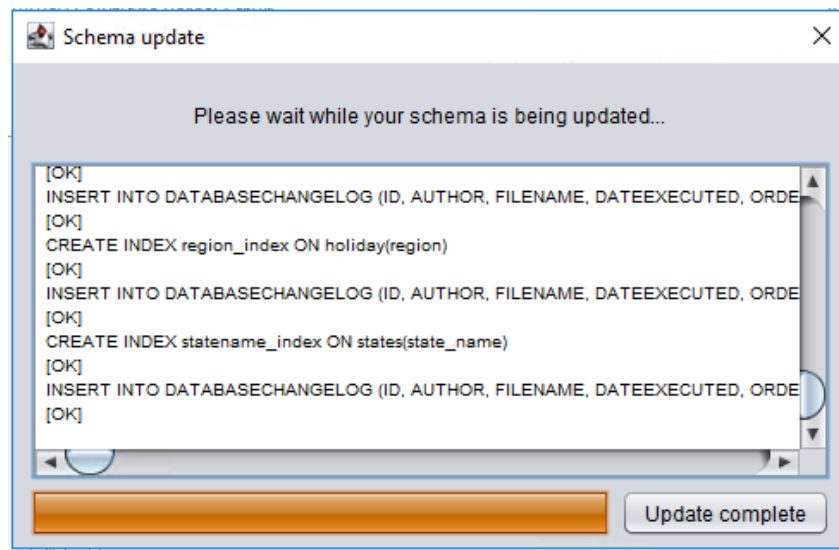 Schema update
Please wait while your schema is being updated...
[OK]
INSERT INTO DATABASECHANGELOG (ID, AUTHOR, FILENAME, DATEEXECUTED, ORDE
[OK]
CREATE INDEX region_index ON holiday(region)
[OK]
INSERT INTO DATABASECHANGELOG (ID, AUTHOR, FILENAME, DATEEXECUTED, ORDE
[OK]
CREATE INDEX statename_index ON states(state_name)
[OK]
INSERT INTO DATABASECHANGELOG (ID, AUTHOR, FILENAME, DATEEXECUTED, ORDE
[OK]
Update complete